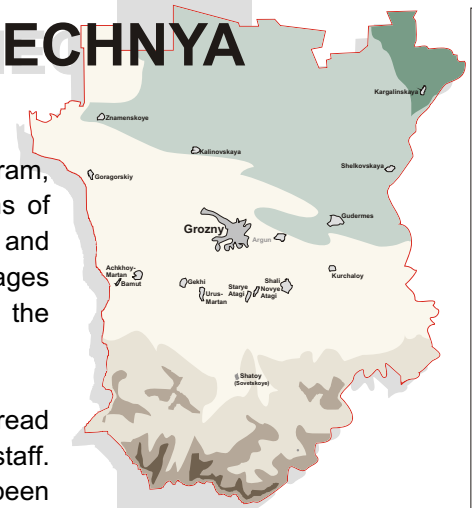 ECHNYA
Kargalinskaya
Znamenskoye
Kalinovskaya
Shelkovskaya
Goragorskiy
Gudermes
Grozny
Argun
Achkhoy-
Martan
Bamut
Gekhi
Urus-
Martan
Starye
Atagi
Shali
Novye
Atagi
Kurchaloy
Shatoy
(Sovetskoye)
ram,
s of
and
ages
the
read
staff.
been